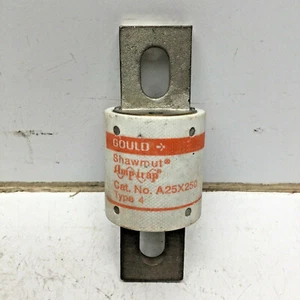 GOULD
Shawmut®
Amp-trap®
Cat. No. A25X250
Type 4